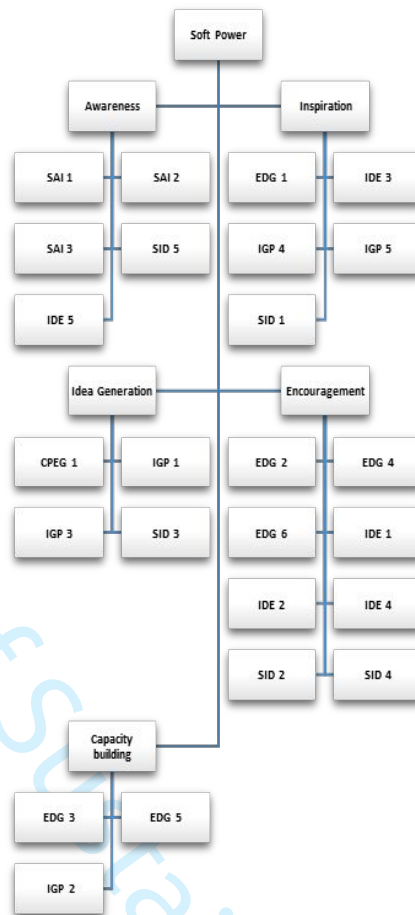 Soft Power
Awareness
Inspiration
SAI 1
SAI 2
EDG 1
IDE 3
SAI 3
SID 5
IGP 4
IGP 5
IDE 5
SID 1
Idea Generation
Encouragement
CPEG 1
IGP 1
EDG 2
EDG 4
IGP 3
SID 3
EDG 6
IDE 1
IDE 2
IDE 4
SID 2
SID 4
Capacity
building
EDG 3
EDG 5
IGP 2
f Sustai